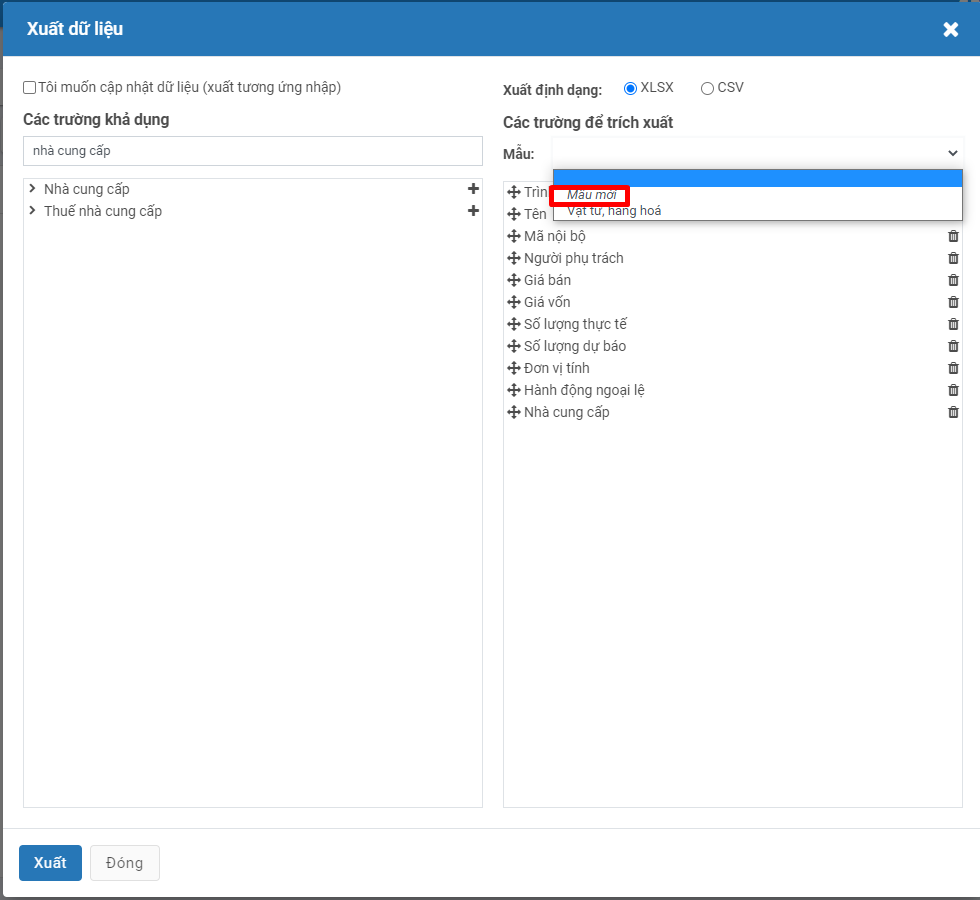 Xuất dữ liệu
Tôi muốn cập nhật dữ liệu (xuất tương ứng nhập)
Xuất định dạng: XLSX CSV
Các trường khả dụng
Các trường để trích xuất
nhà cung cấp
Mẫu:
Nhà cung cấp
Thuế nhà cung cấp
Mẫu mới
Vật tư, hàng hoá
Tên
Mã nội bộ
Người phụ trách
Giá bán
Giá vốn
Số lượng thực tế
Số lượng dự báo
Đơn vị tính
Hành động ngoại lệ
Nhà cung cấp
Xuất
Đóng